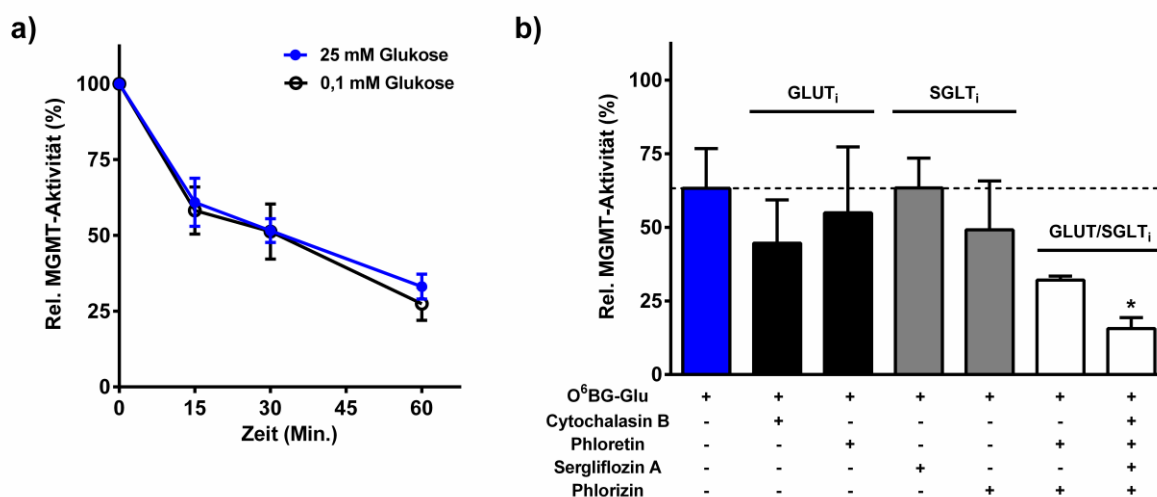 a)
25 mM Glukose
0,1 mM Glukose
Rel. MGMT-Aktivität (%)
100
75
50
25
0
0 15 30 45 60
Zeit (Min.)
b)
GLUTi
SGLTi
GLUT/SGLTi
*
Rel. MGMT-Aktivität (%)
100
75
50
25
0
O⁶BG-Glu + + + + + + +
Cytochalasin B - + - - - - +
Phloretin - - + - - + +
Sergliflozin A - - - + - - +
Phlorizin - - - - + + +